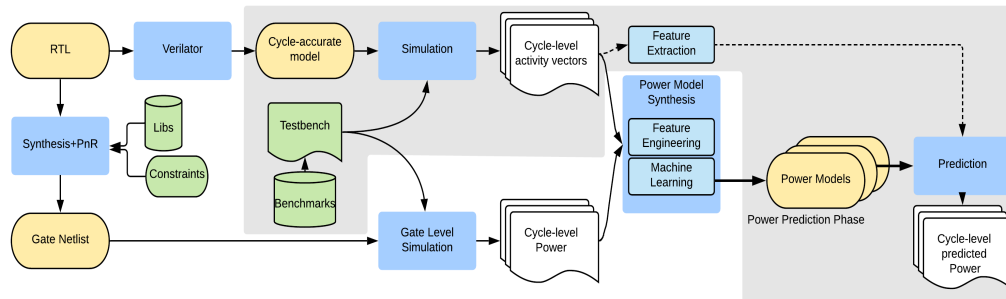 RTL
Verilator
Cycle-accurate
model
Simulation
Cycle-level
activity vectors
Feature
Extraction
Power Model
Synthesis
Feature
Engineering
Machine
Learning
Synthesis+PnR
Libs
Constraints
Testbench
Benchmarks
Power Models
Prediction
Power Prediction Phase
Gate Netlist
Gate Level
Simulation
Cycle-level
Power
Cycle-level
predicted
Power